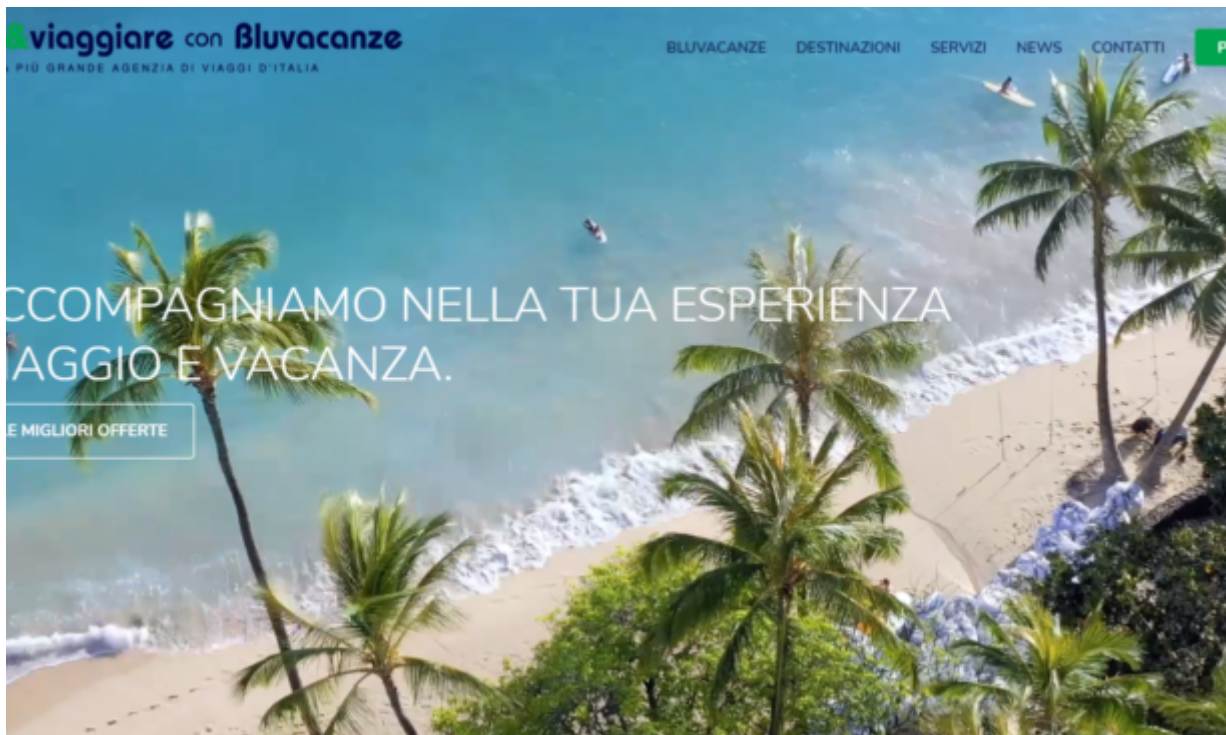 &viaggiare con Bluvacanze
PIÙ GRANDE AGENZIA DI VIAGGI D'ITALIA
BLUVACANZE DESTINAZIONI SERVIZI NEWS CONTATTI P
CCOMPAGNIAMO NELLA TUA ESPERIENZA
IAGGIO E VACANZA.
LE MIGLIORI OFFERTE